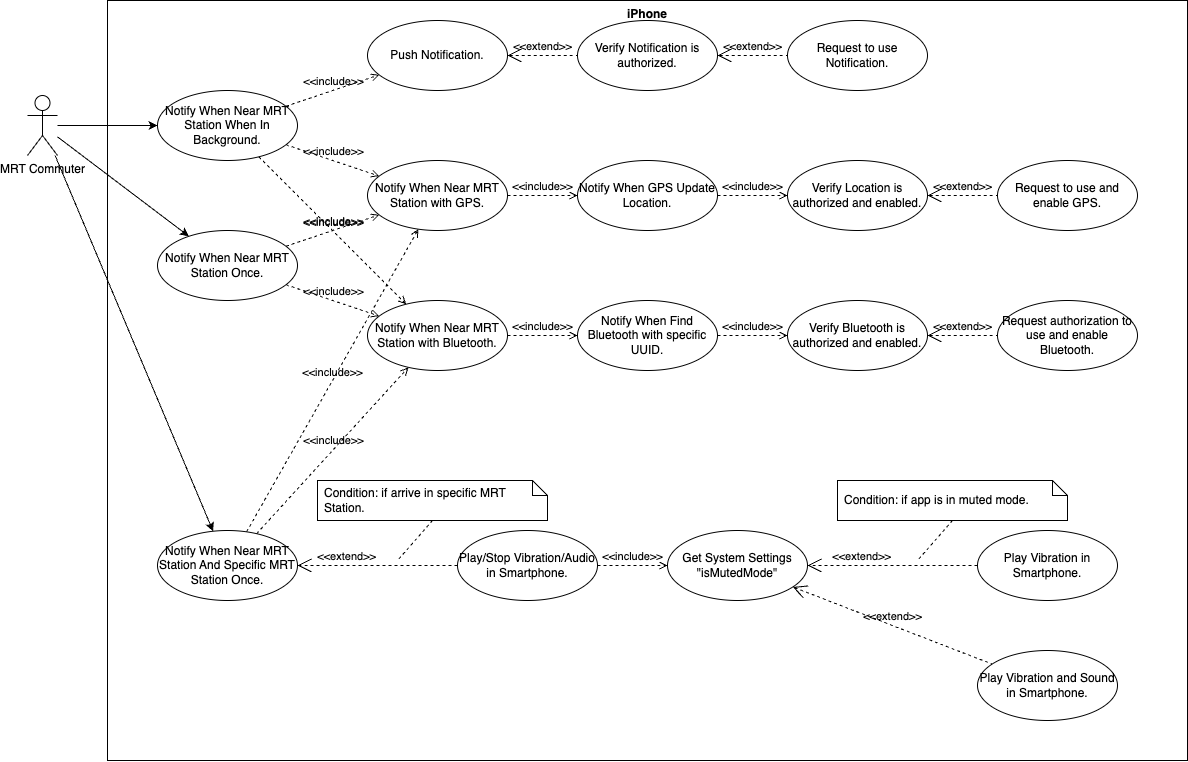 iPhone
Push Notification.
<<extend>>
Verify Notification is
authorized.
<<extend>>
Request to use
Notification.
<<include>>
MRT Commuter
Notify When Near MRT
Station When In
Background.
<<include>>
Notify When Near MRT
Station with GPS.
<<include>>
Notify When GPS Update
Location.
<<include>>
Verify Location is
authorized and enabled.
<<extend>>
Request to use and
enable GPS.
<<include>>
<<include>>
Notify When Near MRT
Station Once.
<<include>>
Notify When Near MRT
Station with Bluetooth.
<<include>>
Notify When Find
Bluetooth with specific
UUID.
<<include>>
Verify Bluetooth is
authorized and enabled.
<<extend>>
Request authorization to
use and enable
Bluetooth.
<<include>>
<<include>>
Condition: if arrive in specific MRT
Station.
Condition: if app is in muted mode.
Notify When Near MRT
Station And Specific MRT
Station Once.
<<extend>>
Play/Stop Vibration/Audio
in Smartphone.
<<include>>
Get System Settings
"isMutedMode"
<<extend>>
Play Vibration in
Smartphone.
<<extend>>
Play Vibration and Sound
in Smartphone.